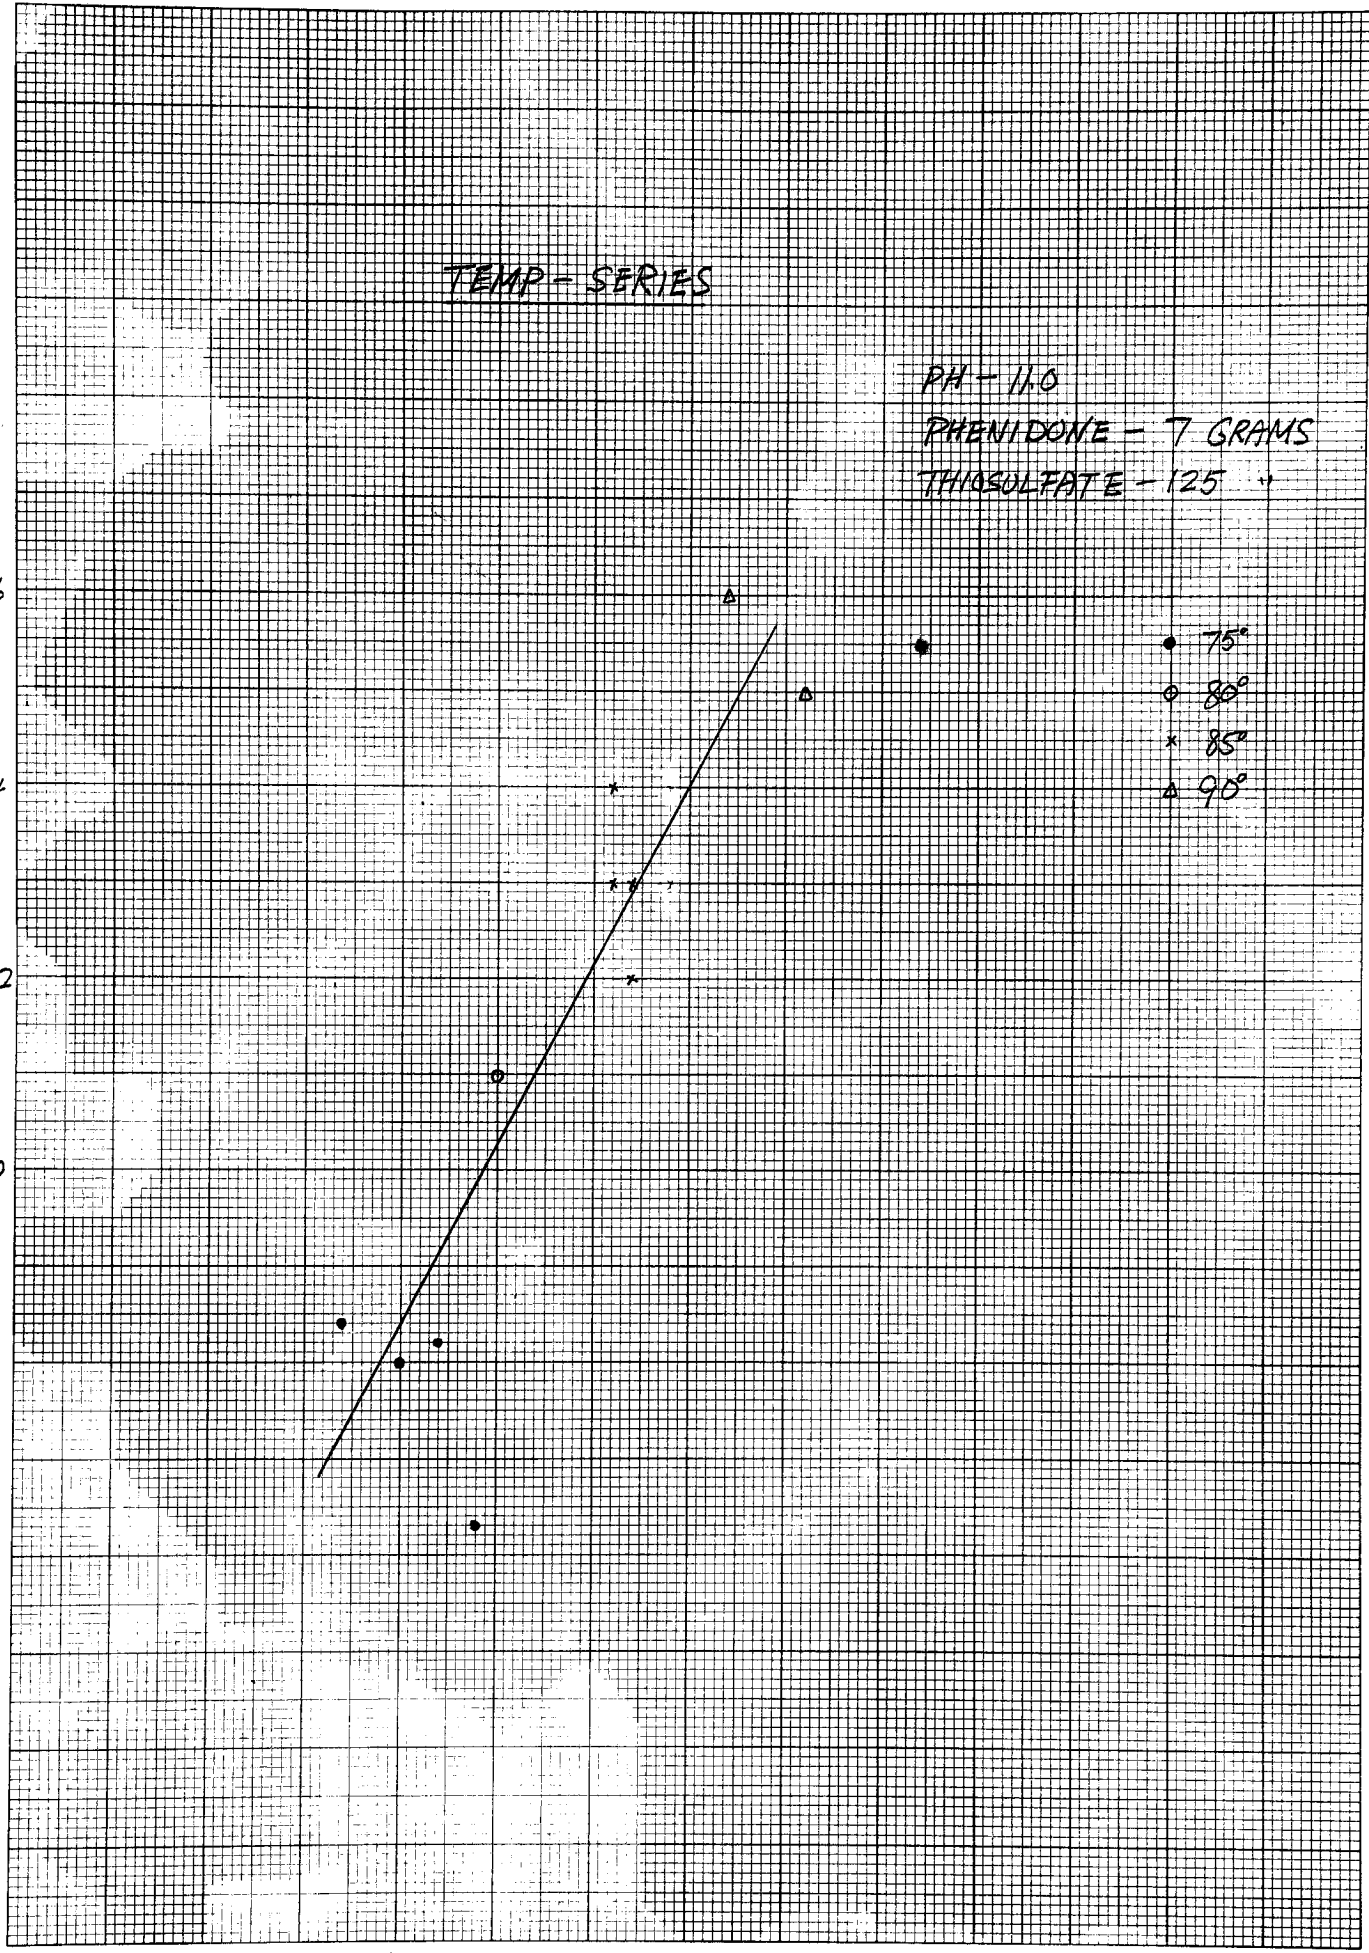 TEMP - SERIES
PH - 11.0
PHENIDONE - 7 GRAMS
THIOSULFATE - 125 "
75°
80°
85°
90°
2